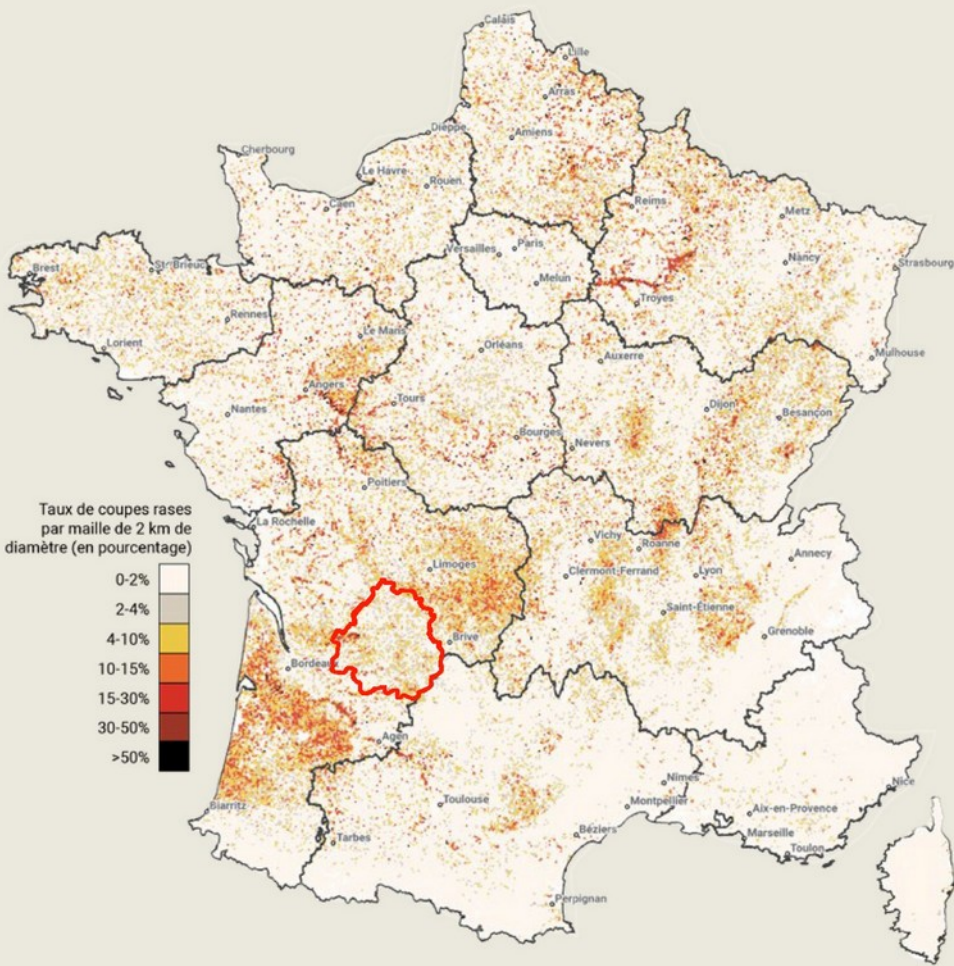 Calais
Lille
Arras
Amiens
Dieppe
Cherbourg
Le Havre
Rouen
Caen
Reims
Metz
Versailles
Paris
Nancy
Strasbourg
Melun
Troyes
Brest
St-Brieuc
Rennes
Le Mans
Lorient
Orléans
Auxerre
Mulhouse
Angers
Tours
Dijon
Besançon
Nantes
Bourges
Nevers
Poitiers
La Rochelle
Vichy
Roanne
Annecy
Limoges
Clermont-Ferrand
Lyon
Saint-Étienne
Grenoble
Brive
Bordeaux
Agen
Nîmes
Nice
Biarritz
Toulouse
Montpellier
Aix-en-Provence
Tarbes
Béziers
Marseille
Toulon
Perpignan
Taux de coupes rases
par maille de 2 km de
diamètre (en pourcentage)
0-2%
2-4%
4-10%
10-15%
15-30%
30-50%
>50%